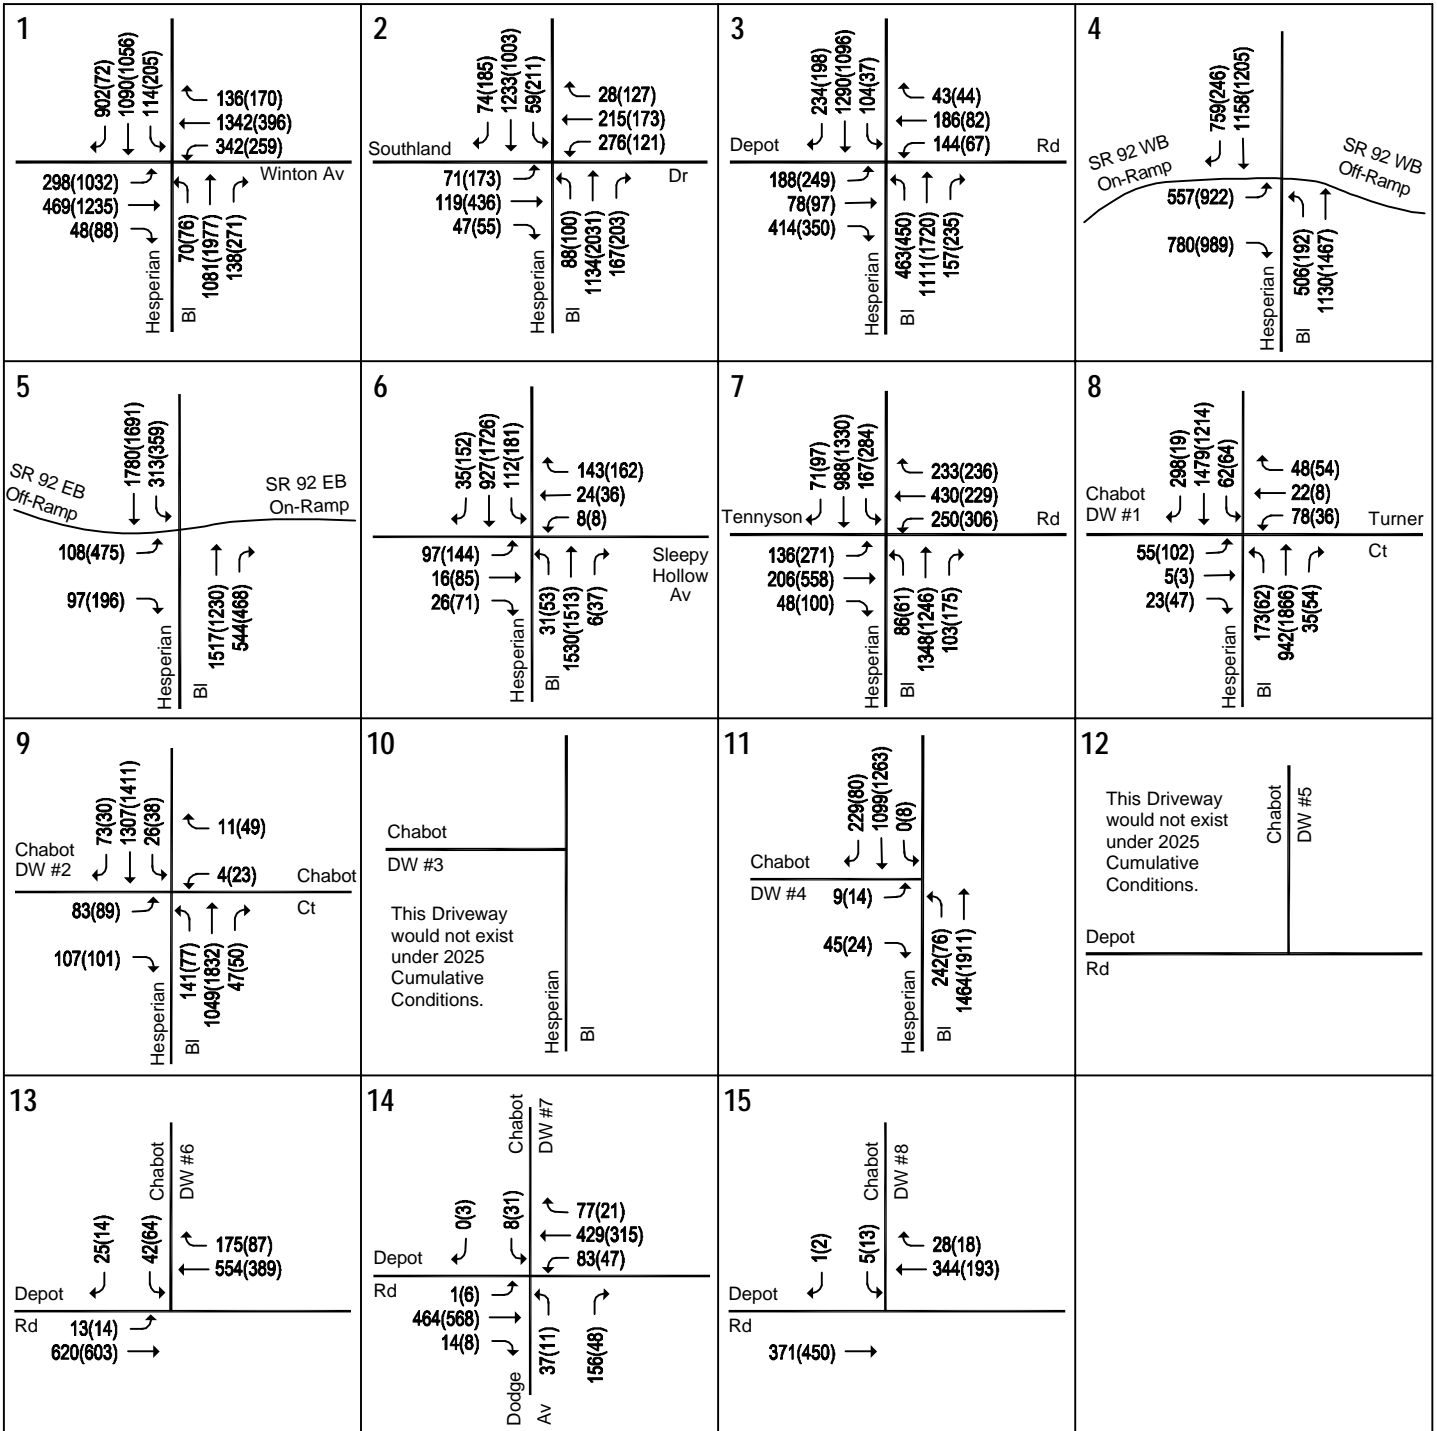 1
902(72)
1090(1056)
114(205)
136(170)
1342(396)
342(259)
Winton Av
298(1032)
469(1235)
48(88)
70(76)
1081(1977)
138(271)
Hesperian
Bl
2
74(185)
1233(1003)
59(211)
28(127)
215(173)
276(121)
Southland
Dr
71(173)
119(436)
47(55)
88(100)
1134(2031)
167(203)
Hesperian
Bl
3
234(198)
1290(1096)
104(37)
43(44)
186(82)
144(67)
Depot
Rd
188(249)
78(97)
414(350)
463(450)
1111(1720)
157(235)
Hesperian
Bl
4
759(246)
1158(1205)
SR 92 WB
On-Ramp
SR 92 WB
Off-Ramp
557(922)
780(989)
506(192)
1130(1467)
Hesperian
Bl
5
1780(1691)
313(359)
SR 92 EB
Off-Ramp
SR 92 EB
On-Ramp
108(475)
97(196)
1517(1230)
544(468)
Hesperian
Bl
6
35(152)
927(1726)
112(181)
143(162)
24(36)
8(8)
97(144)
16(85)
26(71)
Sleepy
Hollow
Av
31(53)
1530(1513)
6(37)
Hesperian
Bl
7
71(97)
988(1330)
167(284)
233(236)
430(229)
250(306)
Tennyson
Rd
136(271)
206(558)
48(100)
86(61)
1348(1246)
103(175)
Hesperian
Bl
8
298(19)
1479(1214)
62(64)
48(54)
22(8)
78(36)
Chabot
DW #1
Turner
Ct
55(102)
5(3)
23(47)
173(62)
942(1866)
35(54)
Hesperian
Bl
9
73(30)
1307(1411)
26(38)
11(49)
4(23)
Chabot
DW #2
Chabot
Ct
83(89)
107(101)
141(77)
1049(1832)
47(50)
Hesperian
Bl
10
Chabot
DW #3
This Driveway
would not exist
under 2025
Cumulative
Conditions.
Hesperian
Bl
11
229(80)
1099(1263)
0(8)
Chabot
DW #4
9(14)
45(24)
242(76)
1464(1911)
Hesperian
Bl
12
This Driveway
would not exist
under 2025
Cumulative
Conditions.
Chabot
DW #5
Depot
Rd
13
Chabot
DW #6
25(14)
42(64)
175(87)
554(389)
Depot
Rd
13(14)
620(603)
14
Chabot
DW #7
0(3)
8(31)
77(21)
429(315)
83(47)
Depot
Rd
1(6)
464(568)
14(8)
37(11)
156(48)
Dodge
Av
15
Chabot
DW #8
1(2)
5(13)
28(18)
344(193)
Depot
Rd
371(450)